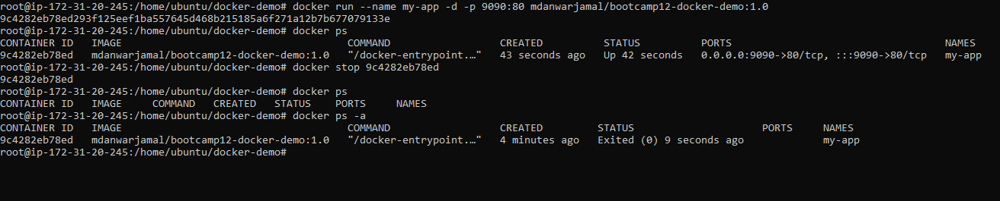 root@ip-172-31-20-245:/home/ubuntu/docker-demo# docker run --name my-app -d -p 9090:80 mdanwarjamal/bootcamp12-docker-demo:1.0
9c4282eb78ed293f125eef1ba557645d468b215185a6f271a12b7b677079133e
root@ip-172-31-20-245:/home/ubuntu/docker-demo# docker ps
CONTAINER ID   IMAGE                                     COMMAND                  CREATED          STATUS          PORTS                                   NAMES
9c4282eb78ed   mdanwarjamal/bootcamp12-docker-demo:1.0   "/docker-entrypoint.…"   43 seconds ago   Up 42 seconds   0.0.0.0:9090->80/tcp, :::9090->80/tcp   my-app
root@ip-172-31-20-245:/home/ubuntu/docker-demo# docker stop 9c4282eb78ed
9c4282eb78ed
root@ip-172-31-20-245:/home/ubuntu/docker-demo# docker ps
CONTAINER ID   IMAGE     COMMAND   CREATED   STATUS    PORTS     NAMES
root@ip-172-31-20-245:/home/ubuntu/docker-demo# docker ps -a
CONTAINER ID   IMAGE                                     COMMAND                  CREATED         STATUS                     PORTS     NAMES
9c4282eb78ed   mdanwarjamal/bootcamp12-docker-demo:1.0   "/docker-entrypoint.…"   4 minutes ago   Exited (0) 9 seconds ago             my-app
root@ip-172-31-20-245:/home/ubuntu/docker-demo#